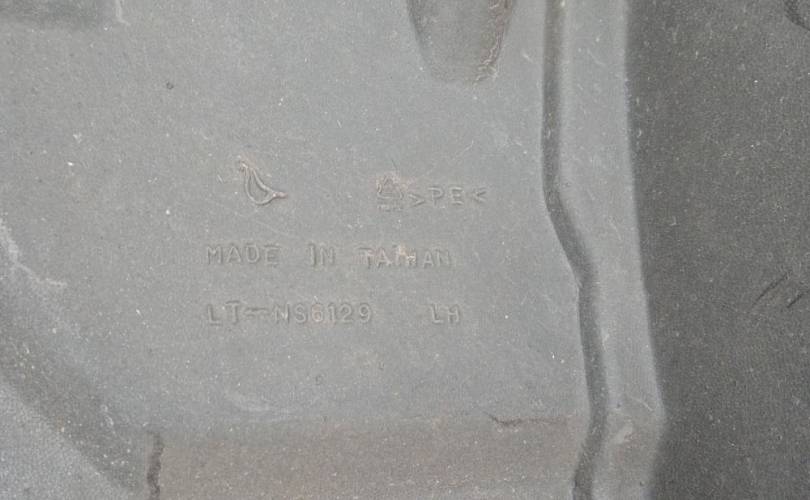 >PE<
MADE IN TAIWAN
LT-NS6129 LH